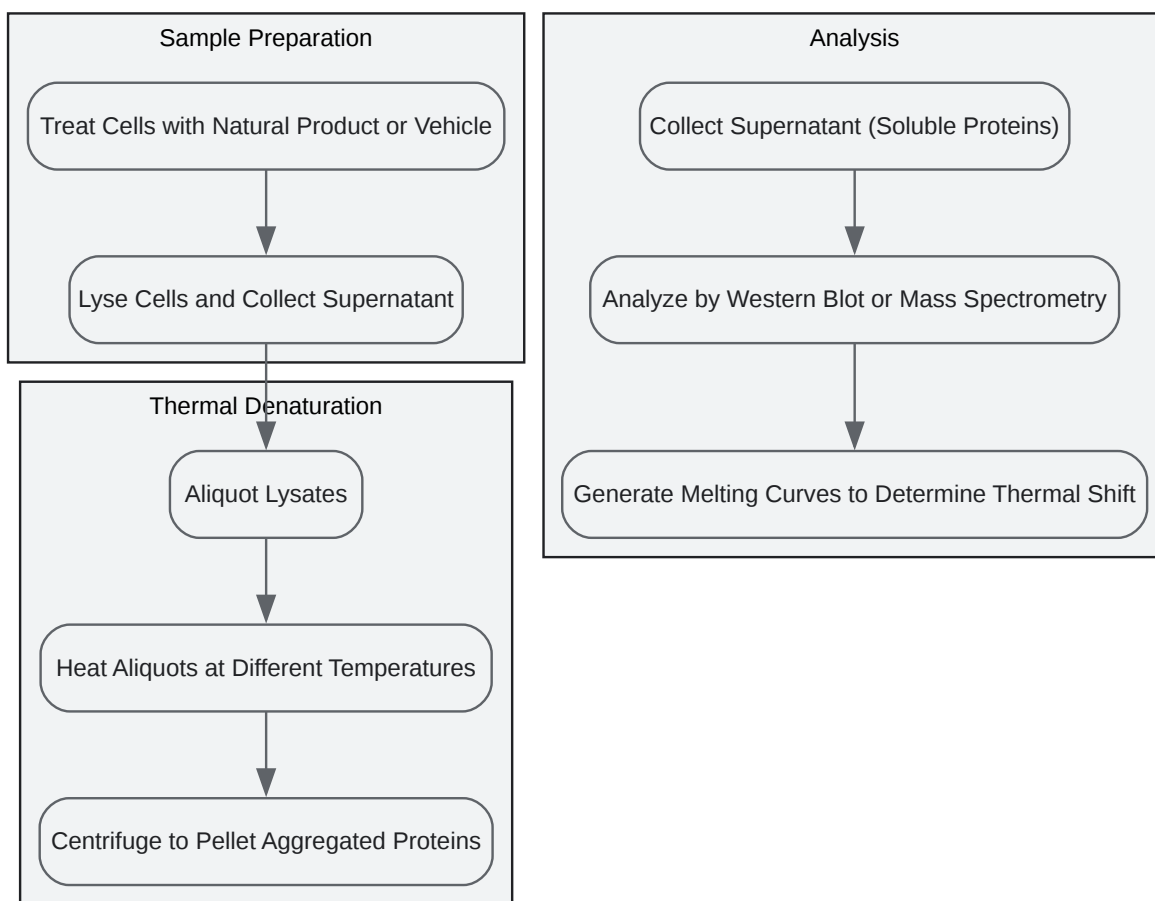 Sample Preparation
Treat Cells with Natural Product or Vehicle
Lyse Cells and Collect Supernatant
Thermal Denaturation
Aliquot Lysates
Heat Aliquots at Different Temperatures
Centrifuge to Pellet Aggregated Proteins
Analysis
Collect Supernatant (Soluble Proteins)
Analyze by Western Blot or Mass Spectrometry
Generate Melting Curves to Determine Thermal Shift